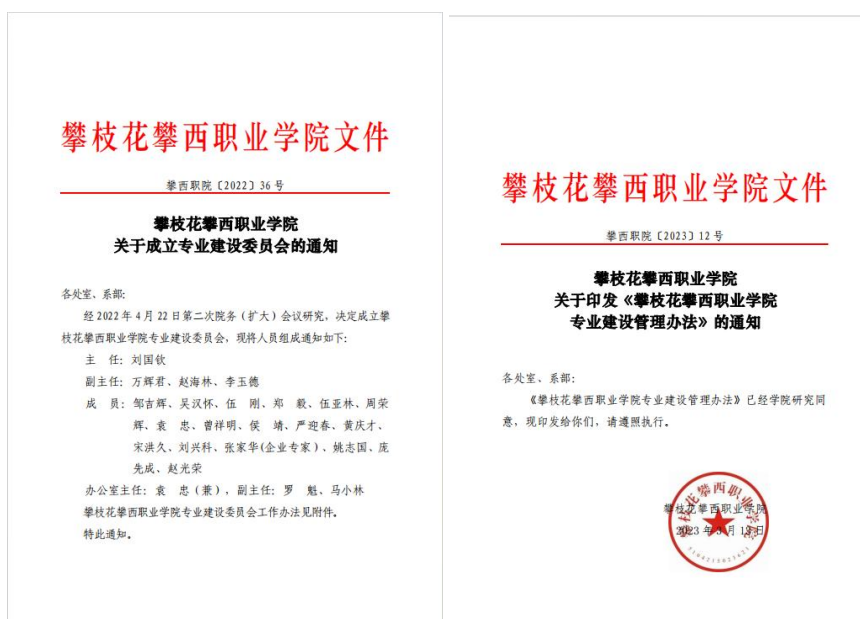 攀枝花攀西职业学院文件
攀西职院〔2022〕36号
攀枝花攀西职业学院
关于成立专业建设委员会的通知
各处室、系部:
经2022年4月22日第二次院务(扩大)会议研究，决定成立攀
枝花攀西职业学院专业建设委员会，现将人员组成通知如下:
主 任: 刘国钦
副主任: 万辉君、赵海林、李玉德
成 员: 邹吉辉、吴汉怀、伍 刚、郑 毅、伍亚林、周荣
辉、袁 忠、曾祥明、侯 靖、严迎春、黄庆才、
宋洪久、刘兴科、张家华(企业专家)、姚志国、庞
先成、赵光荣
办公室主任: 袁 忠(兼)，副主任: 罗 魁、马小林
攀枝花攀西职业学院专业建设委员会工作办法见附件。
特此通知。
攀枝花攀西职业学院文件
攀西职院〔2023〕12号
攀枝花攀西职业学院
关于印发《攀枝花攀西职业学院
专业建设管理办法》的通知
各处室、系部:
《攀枝花攀西职业学院专业建设管理办法》已经学院研究同
意，现印发给你们，请遵照执行。
攀枝花攀西职业学院
2023年3月13日
攀枝花攀西职业学院